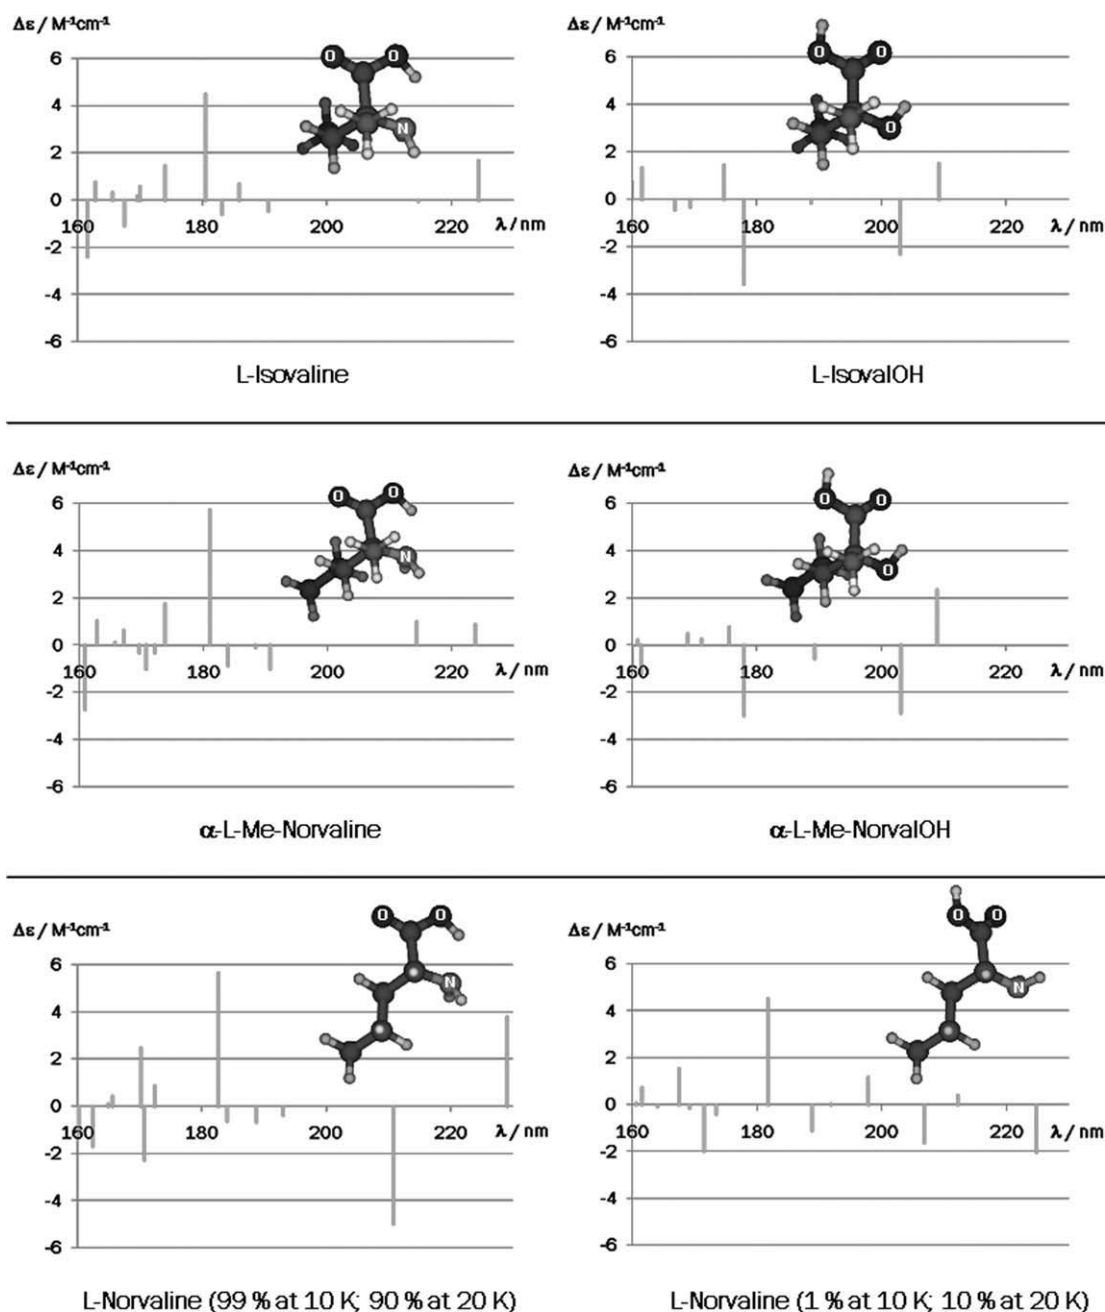 Δε / M⁻¹cm⁻¹
6
4
2
0
-2
-4
-6
160 180 200 220
λ / nm
O O
N
L-Isovaline
Δε / M⁻¹cm⁻¹
6
4
2
0
-2
-4
-6
160 180 200 220
λ / nm
O O
O
L-IsovalOH
Δε / M⁻¹cm⁻¹
6
4
2
0
-2
-4
-6
160 180 200 220
λ / nm
O O
N
α-L-Me-Norvaline
Δε / M⁻¹cm⁻¹
6
4
2
0
-2
-4
-6
160 180 200 220
λ / nm
O O
O
α-L-Me-NorvalOH
Δε / M⁻¹cm⁻¹
6
4
2
0
-2
-4
-6
160 180 200 220
λ / nm
O O
N
L-Norvaline (99 % at 10 K; 90 % at 20 K)
Δε / M⁻¹cm⁻¹
6
4
2
0
-2
-4
-6
160 180 200 220
λ / nm
O O
N
L-Norvaline (1 % at 10 K; 10 % at 20 K)